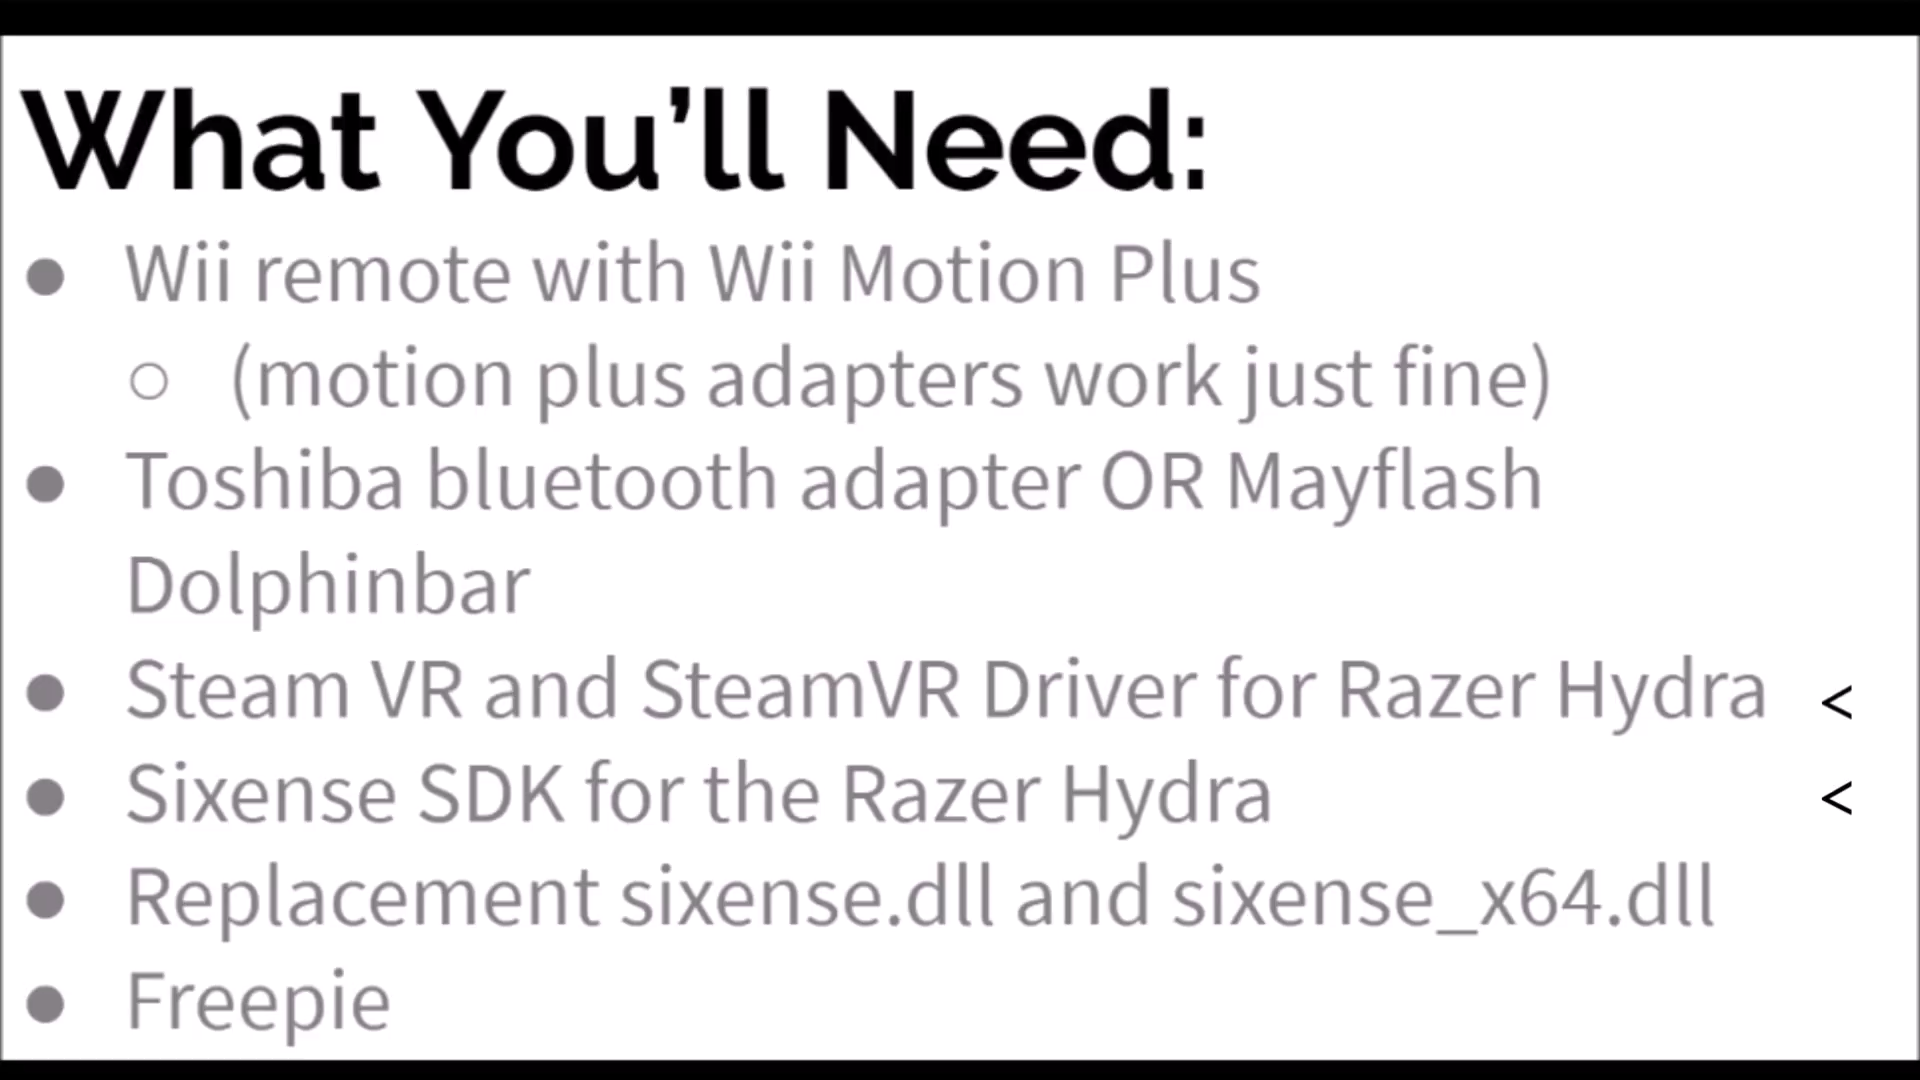 What You’ll Need:
● Wii remote with Wii Motion Plus
○ (motion plus adapters work just fine)
● Toshiba bluetooth adapter OR Mayflash
Dolphinbar
● Steam VR and SteamVR Driver for Razer Hydra <
● Sixense SDK for the Razer Hydra <
● Replacement sixense.dll and sixense_x64.dll
● Freepie